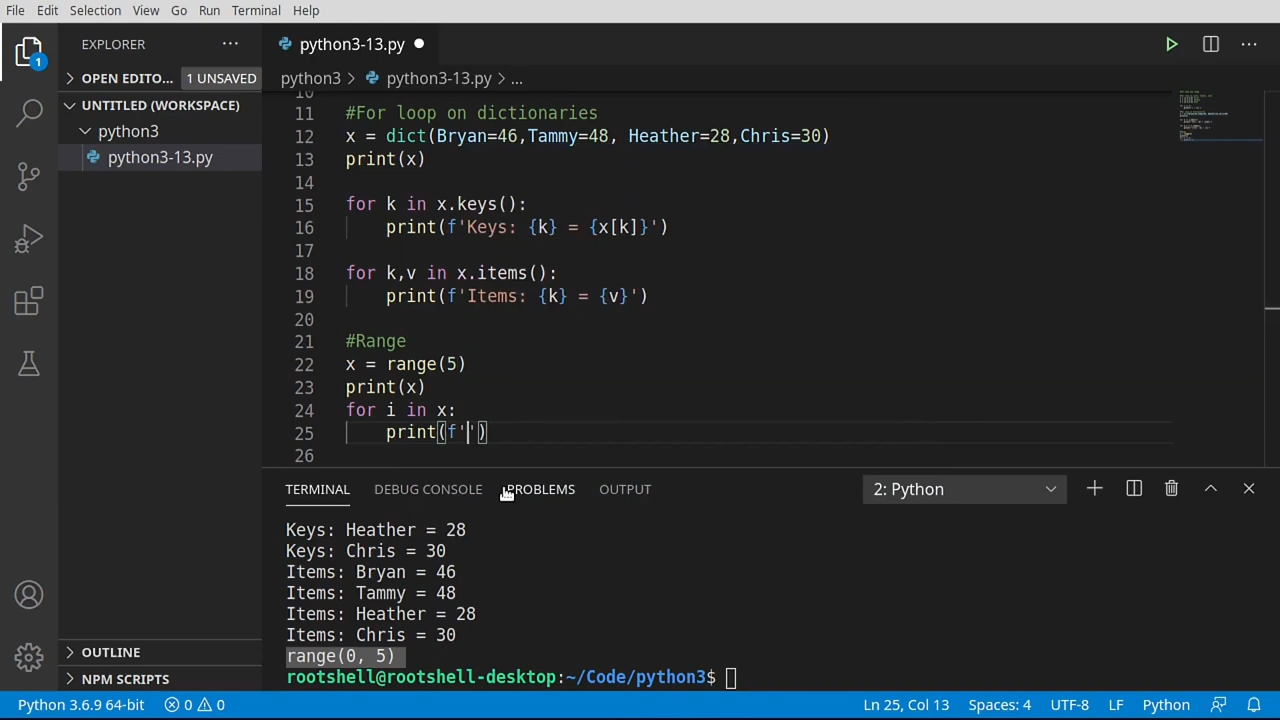 File Edit Selection View Go Run Terminal Help
EXPLORER ...
python3-13.py
1
OPEN EDITO... 1 UNSAVED
python3 > python3-13.py > ...
UNTITLED (WORKSPACE)
python3
python3-13.py
10
11 #For loop on dictionaries
12 x = dict(Bryan=46,Tammy=48, Heather=28,Chris=30)
13 print(x)
14
15 for k in x.keys():
16 print(f'Keys: {k} = {x[k]}')
17
18 for k,v in x.items():
19 print(f'Items: {k} = {v}')
20
21 #Range
22 x = range(5)
23 print(x)
24 for i in x:
25 print(f'')
26
TERMINAL DEBUG CONSOLE PROBLEMS OUTPUT 2: Python
Keys: Heather = 28
Keys: Chris = 30
Items: Bryan = 46
Items: Tammy = 48
Items: Heather = 28
Items: Chris = 30
range(0, 5)
rootshell@rootshell-desktop:~/Code/python3$
OUTLINE
NPM SCRIPTS
Python 3.6.9 64-bit 0 0 Ln 25, Col 13 Spaces: 4 UTF-8 LF Python